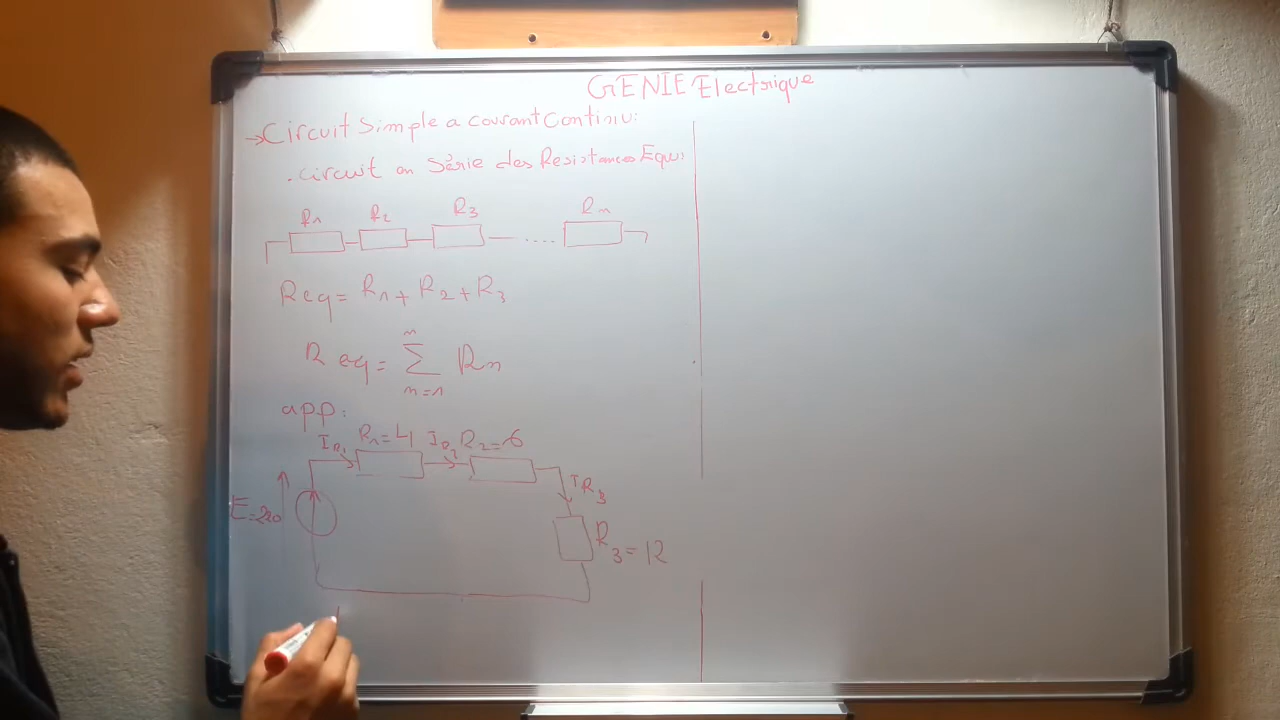 GENIE Electrique
→Circuit Simple a courant Continu:
. circuit en Série des Resistances Equi
R1 R2 R3 Rn
....
Req = R1 + R2 + R3
n
Req = Σ Rn
n=1
app:
IR1 R1=4 IR2 R2=6
IR3
E=220
R3=12